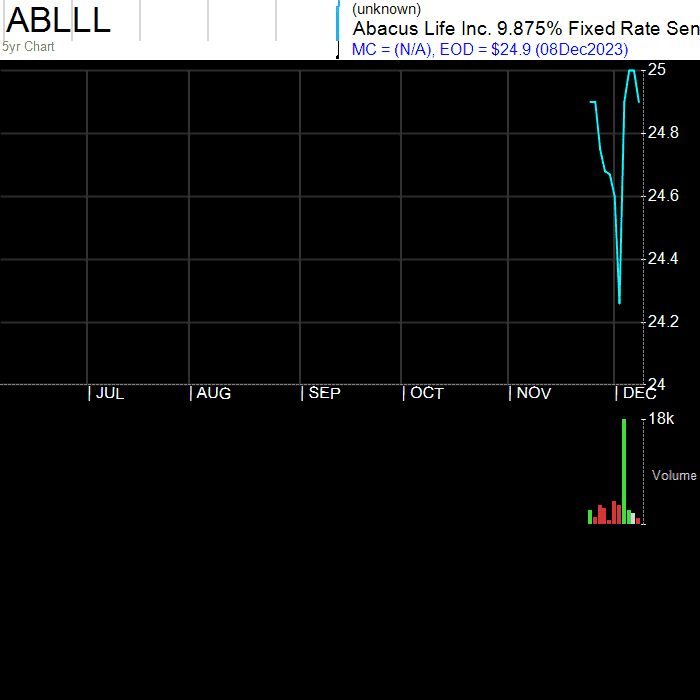 ABLLL
5yr Chart
(unknown)
Abacus Life Inc. 9.875% Fixed Rate Sen
MC = (N/A), EOD = $24.9 (08Dec2023)
25
24.8
24.6
24.4
24.2
24
| JUL | AUG | SEP | OCT | NOV | DEC
18k
Volume